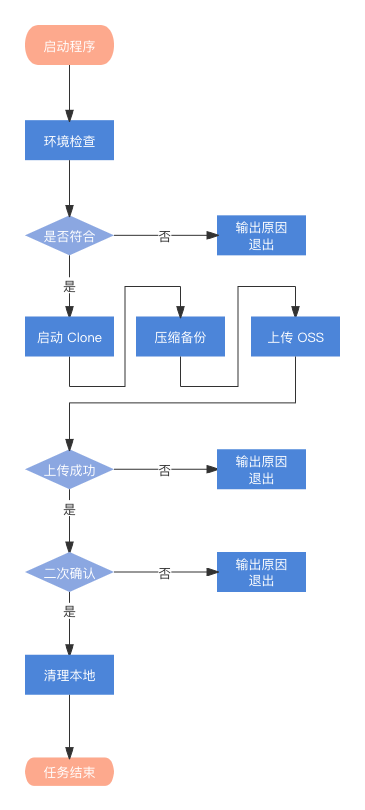 启动程序
环境检查
是否符合
否
输出原因
退出
是
启动 Clone
压缩备份
上传 OSS
上传成功
否
输出原因
退出
是
二次确认
否
输出原因
退出
是
清理本地
任务结束